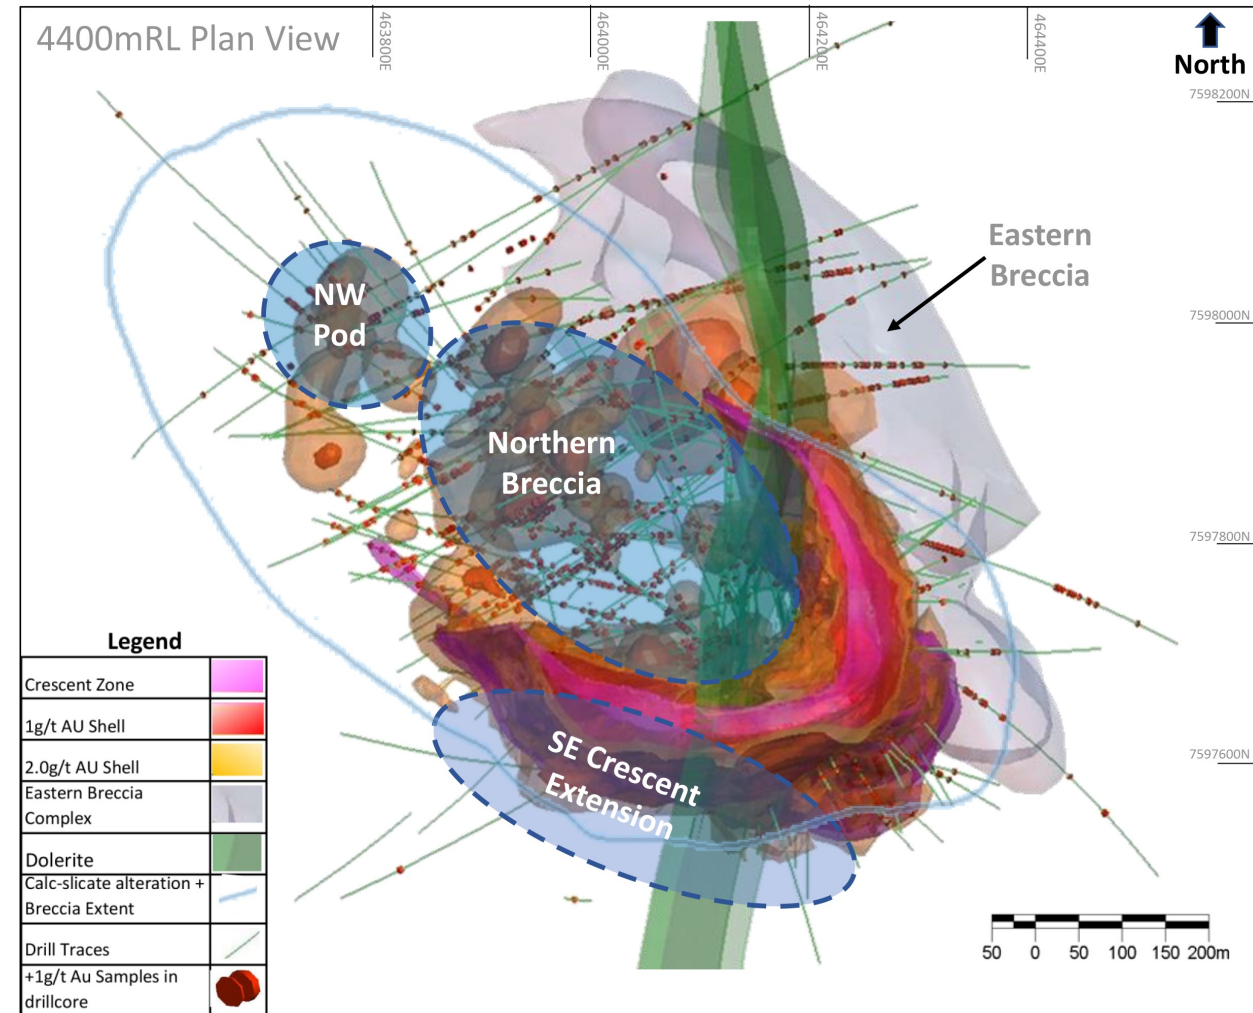 4400mRL Plan View
463800E
464000E
464200E
464400E
North
7598200N
Eastern
Breccia
NW
Pod
7598000N
Northern
Breccia
7597800N
SE Crescent
Extension
7597600N
Legend
Crescent Zone
1g/t AU Shell
2.0g/t AU Shell
Eastern Breccia
Complex
Dolerite
Calc-slicate alteration +
Breccia Extent
Drill Traces
+1g/t Au Samples in
drillcore
50 0 50 100 150 200m